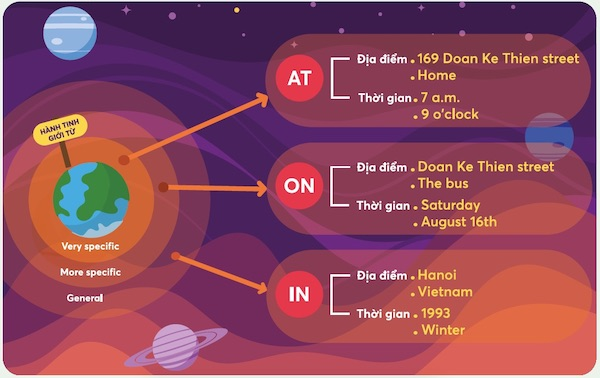 HÀNH TINH
GIỚI TỪ
Very specific
More specific
General
AT
Địa điểm
169 Doan Ke Thien street
Home
Thời gian
7 a.m.
9 o'clock
ON
Địa điểm
Doan Ke Thien street
The bus
Thời gian
Saturday
August 16th
IN
Địa điểm
Hanoi
Vietnam
Thời gian
1993
Winter